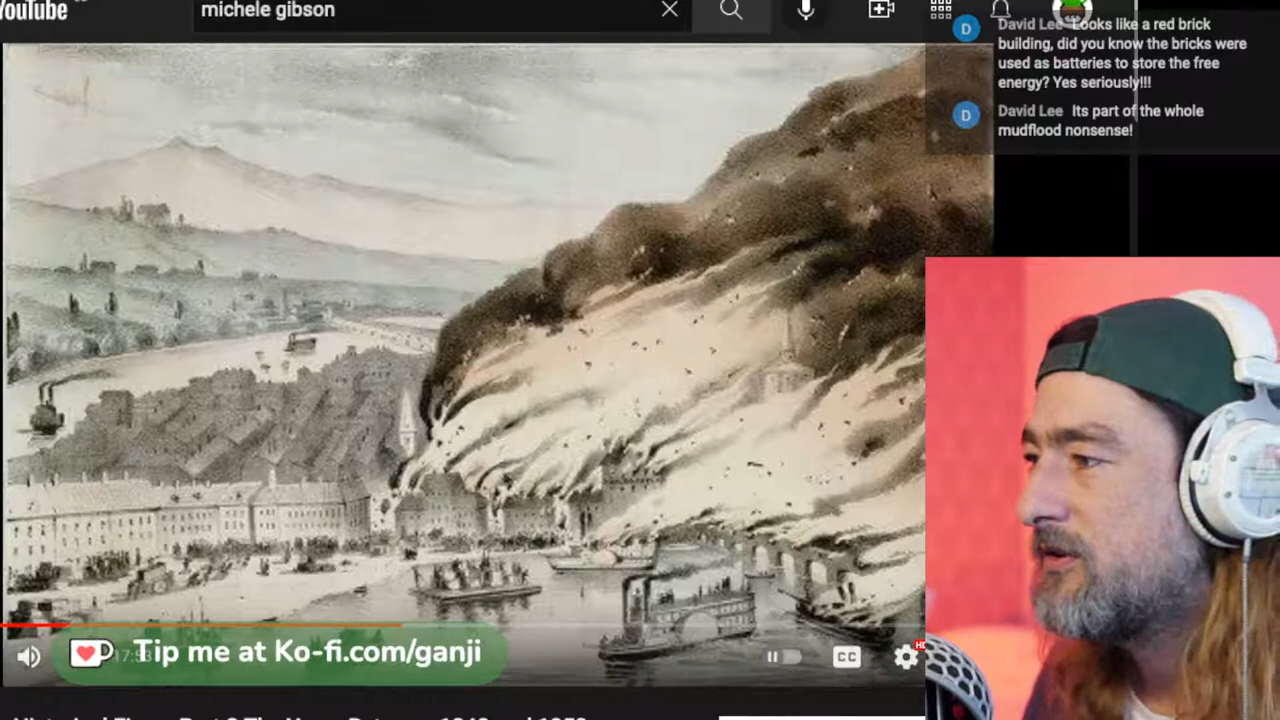 YouTube
michele gibson
David Lee Looks like a red brick
building, did you know the bricks were
used as batteries to store the free
energy? Yes seriously!!!
David Lee Its part of the whole
mudflood nonsense!
D
D
Tip me at Ko-fi.com/ganji
CC
HD